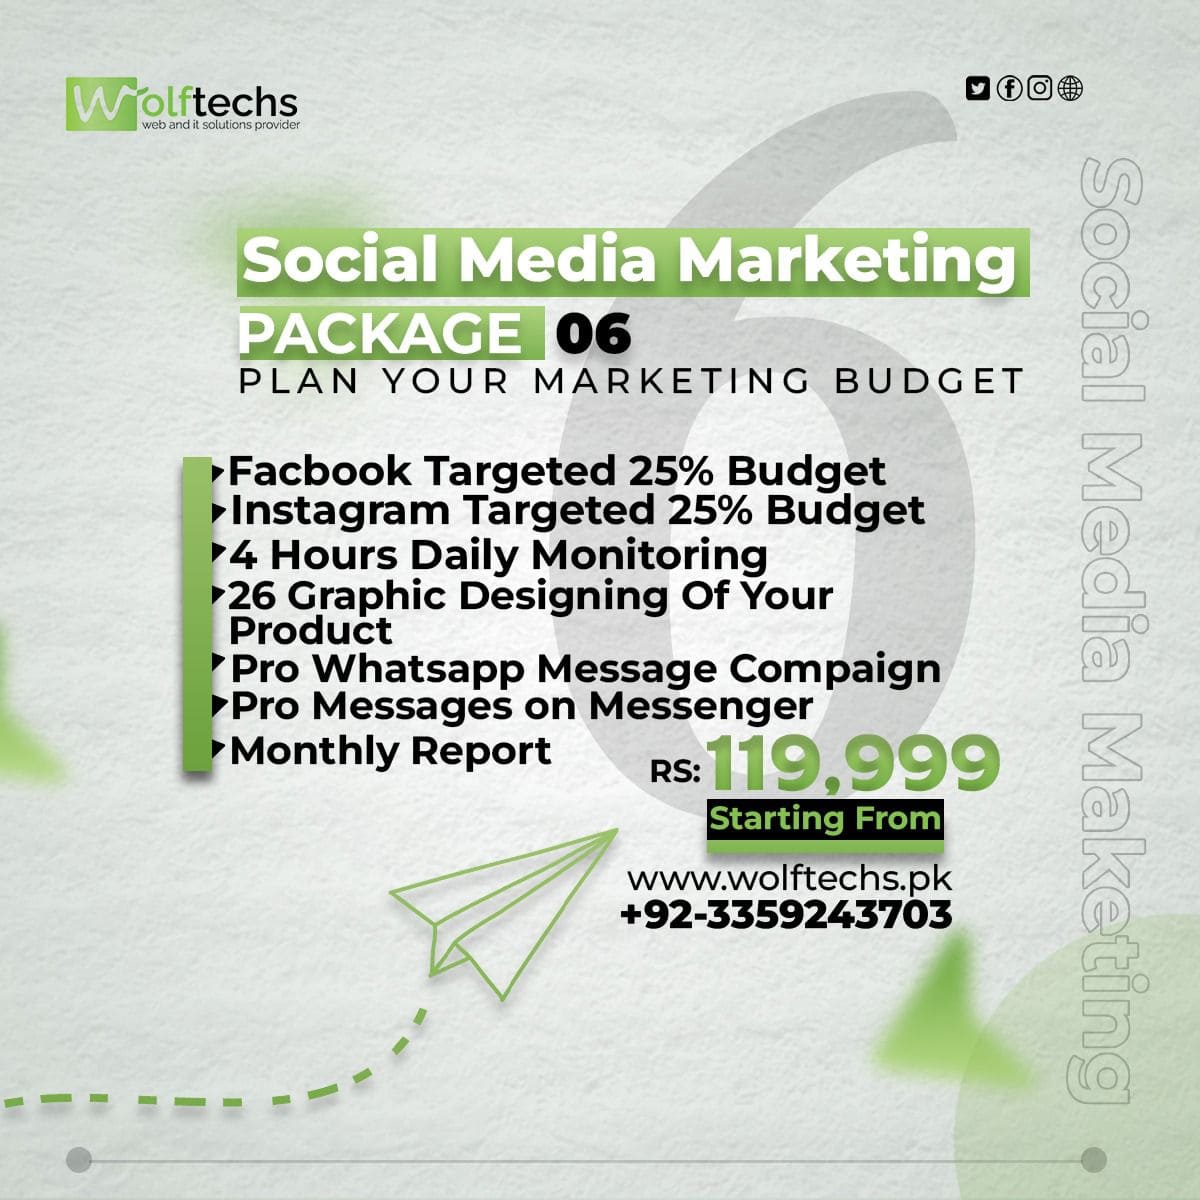 Wolftechs
web and it solutions provider
Social Media Marketing
PACKAGE 06
PLAN YOUR MARKETING BUDGET
Facbook Targeted 25% Budget
Instagram Targeted 25% Budget
4 Hours Daily Monitoring
26 Graphic Designing Of Your
Product
Pro Whatsapp Message Compaign
Pro Messages on Messenger
Monthly Report
RS: 119,999
Starting From
www.wolftechs.pk
+92-3359243703
6
Social Media Maketing